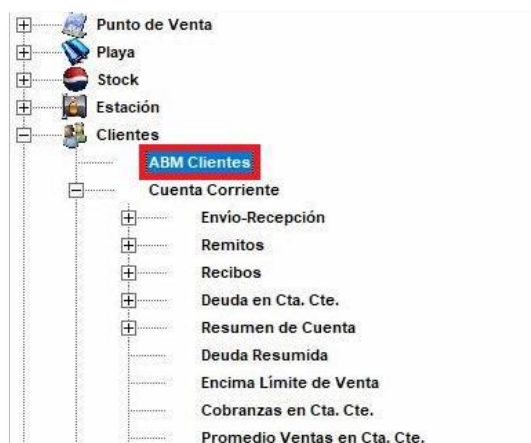 Punto de Venta
Playa
Stock
Estación
Clientes
ABM Clientes
Cuenta Corriente
Envío-Recepción
Remitos
Recibos
Deuda en Cta. Cte.
Resumen de Cuenta
Deuda Resumida
Encima Límite de Venta
Cobranzas en Cta. Cte.
Promedio Ventas en Cta. Cte.